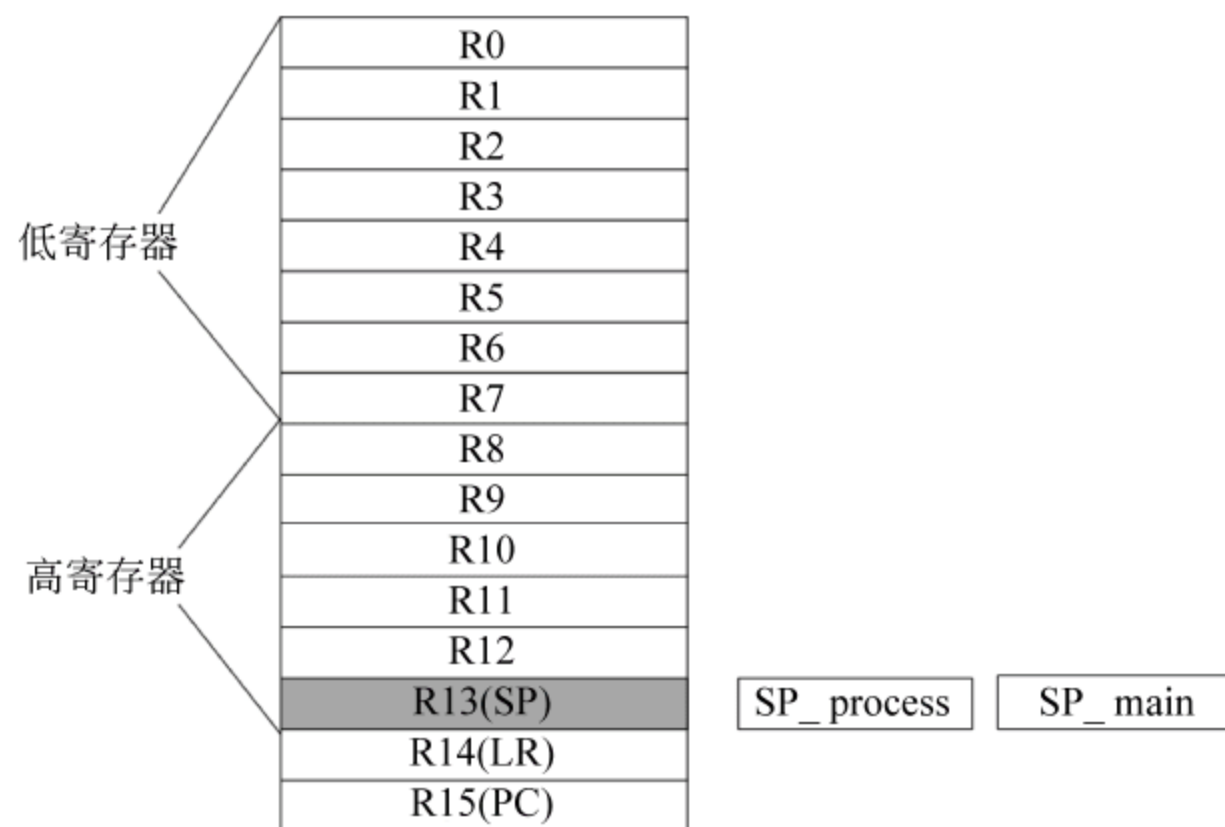 R0
R1
R2
R3
低寄存器
R4
R5
R6
R7
R8
R9
R10
高寄存器
R11
R12
R13(SP) SP_ process SP_ main
R14(LR)
R15(PC)